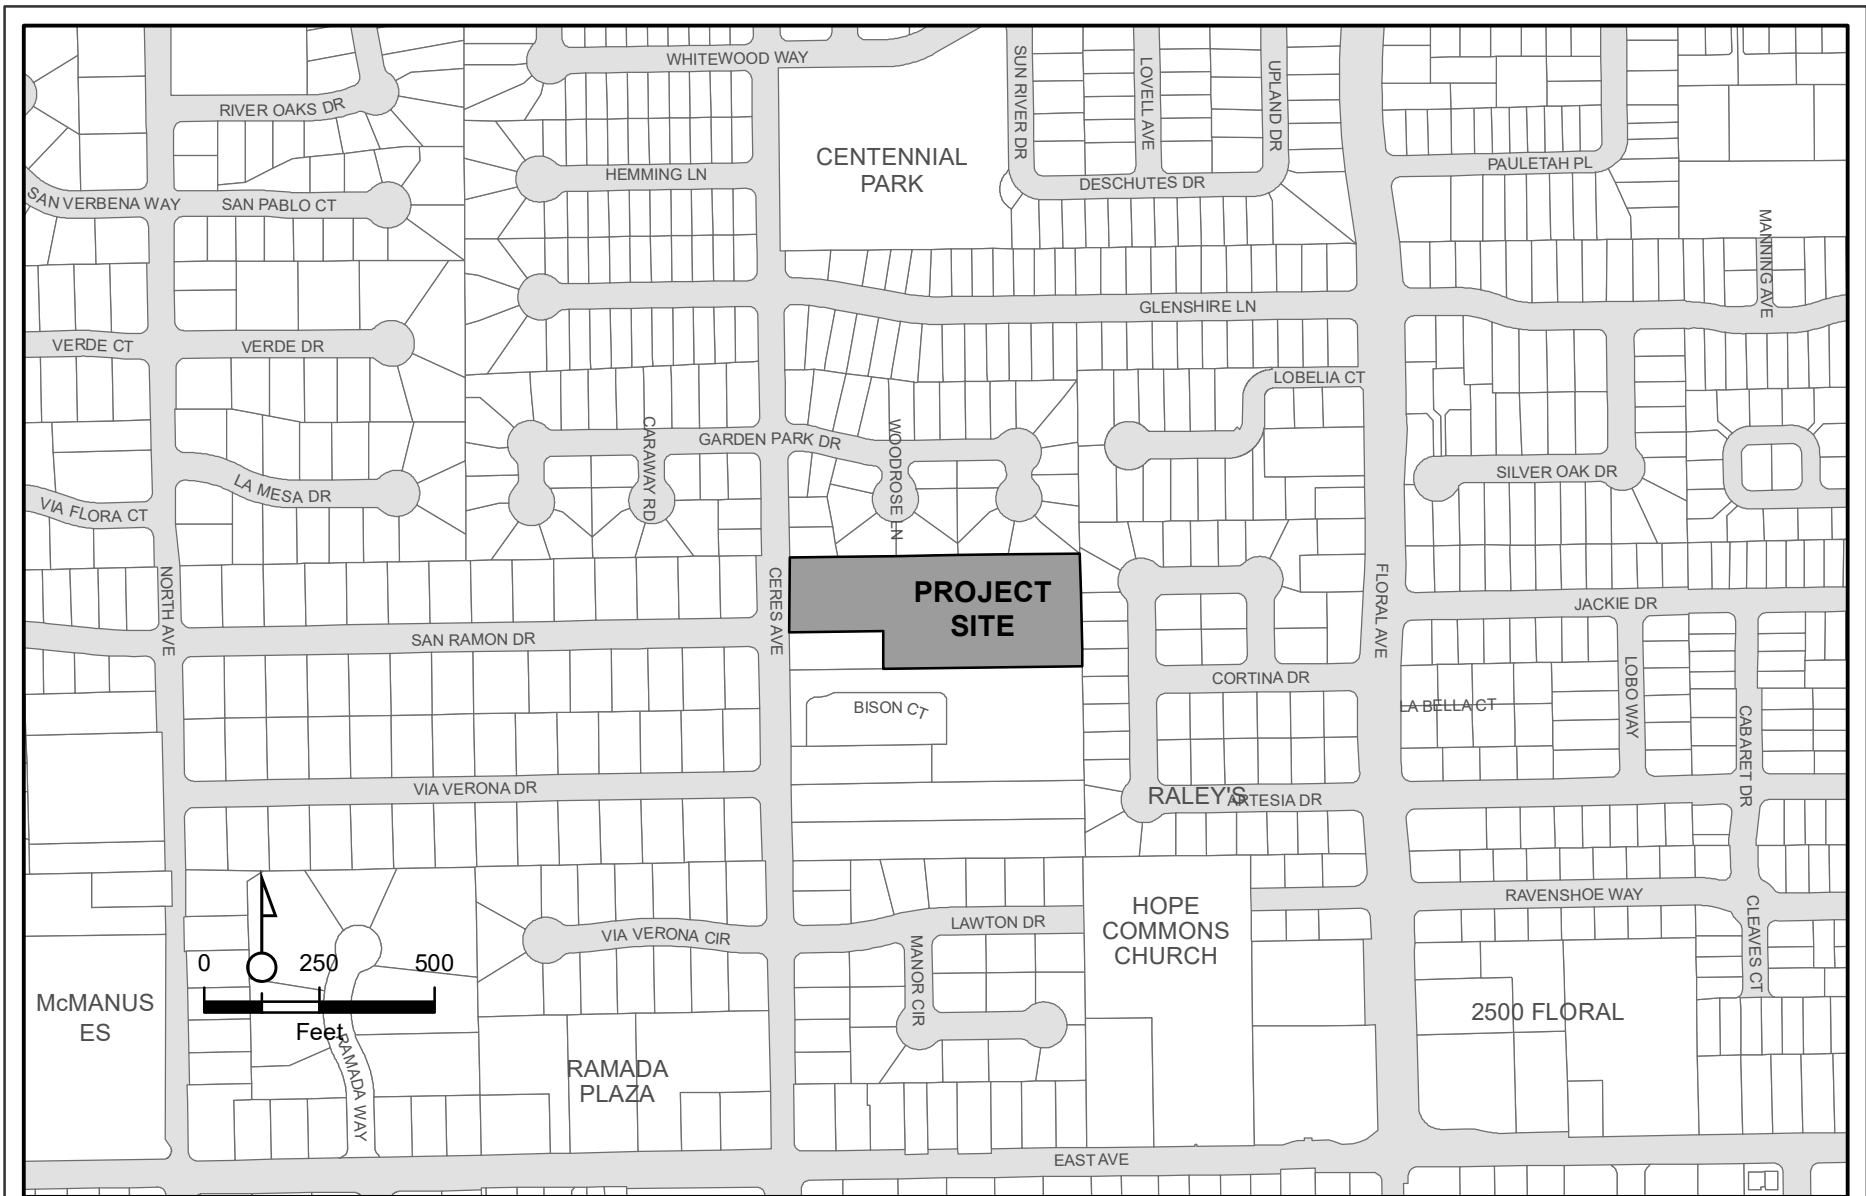 WHITEWOOD WAY
RIVER OAKS DR
SUN RIVER DR
LOVELL AVE
UPLAND DR
CENTENNIAL
PARK
PAULETAH PL
HEMMING LN
DESCHUTES DR
SAN VERBENA WAY
SAN PABLO CT
MANNING AVE
GLENSHIRE LN
VERDE CT
VERDE DR
LOBELIA CT
CARAWAY RD
GARDEN PARK DR
WOODROSE LN
SILVER OAK DR
LA MESA DR
VIA FLORA CT
NORTH AVE
CERES AVE
PROJECT
SITE
FLORAL AVE
JACKIE DR
SAN RAMON DR
CORTINA DR
LOBO WAY
BISON CT
LA BELLA CT
CABARET DR
VIA VERONA DR
RALEY'S
ARTESIA DR
RAVENSHOE WAY
HOPE
COMMONS
CHURCH
LAWTON DR
VIA VERONA CIR
MANOR CIR
CLEAVES CT
0 250 500
Feet
McMANUS
ES
2500 FLORAL
RAMADA WAY
RAMADA
PLAZA
EAST AVE